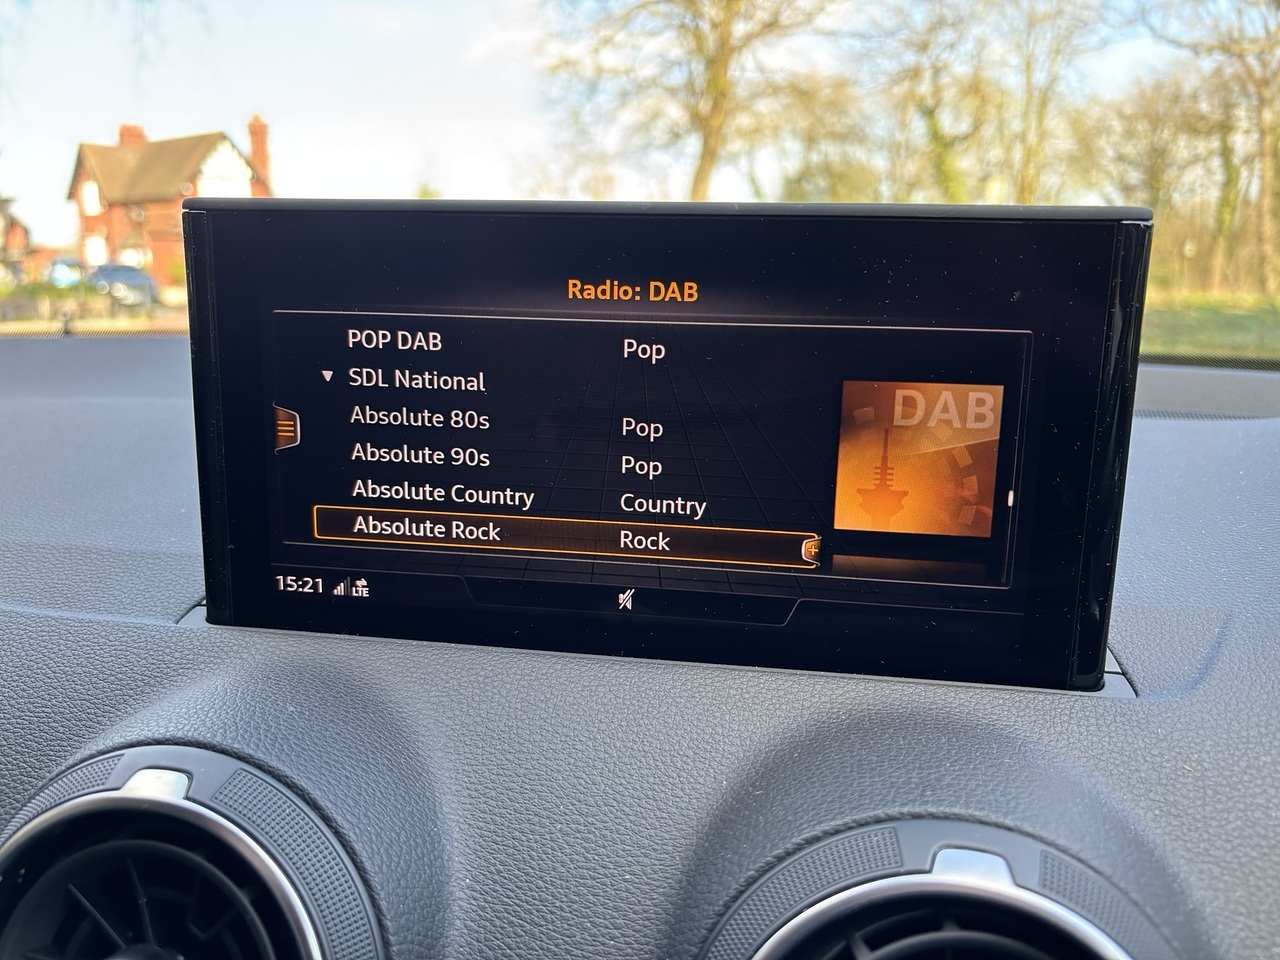 Radio: DAB
POP DAB Pop
SDL National
Absolute 80s Pop
Absolute 90s Pop
Absolute Country Country
Absolute Rock Rock
DAB
15:21 LTE